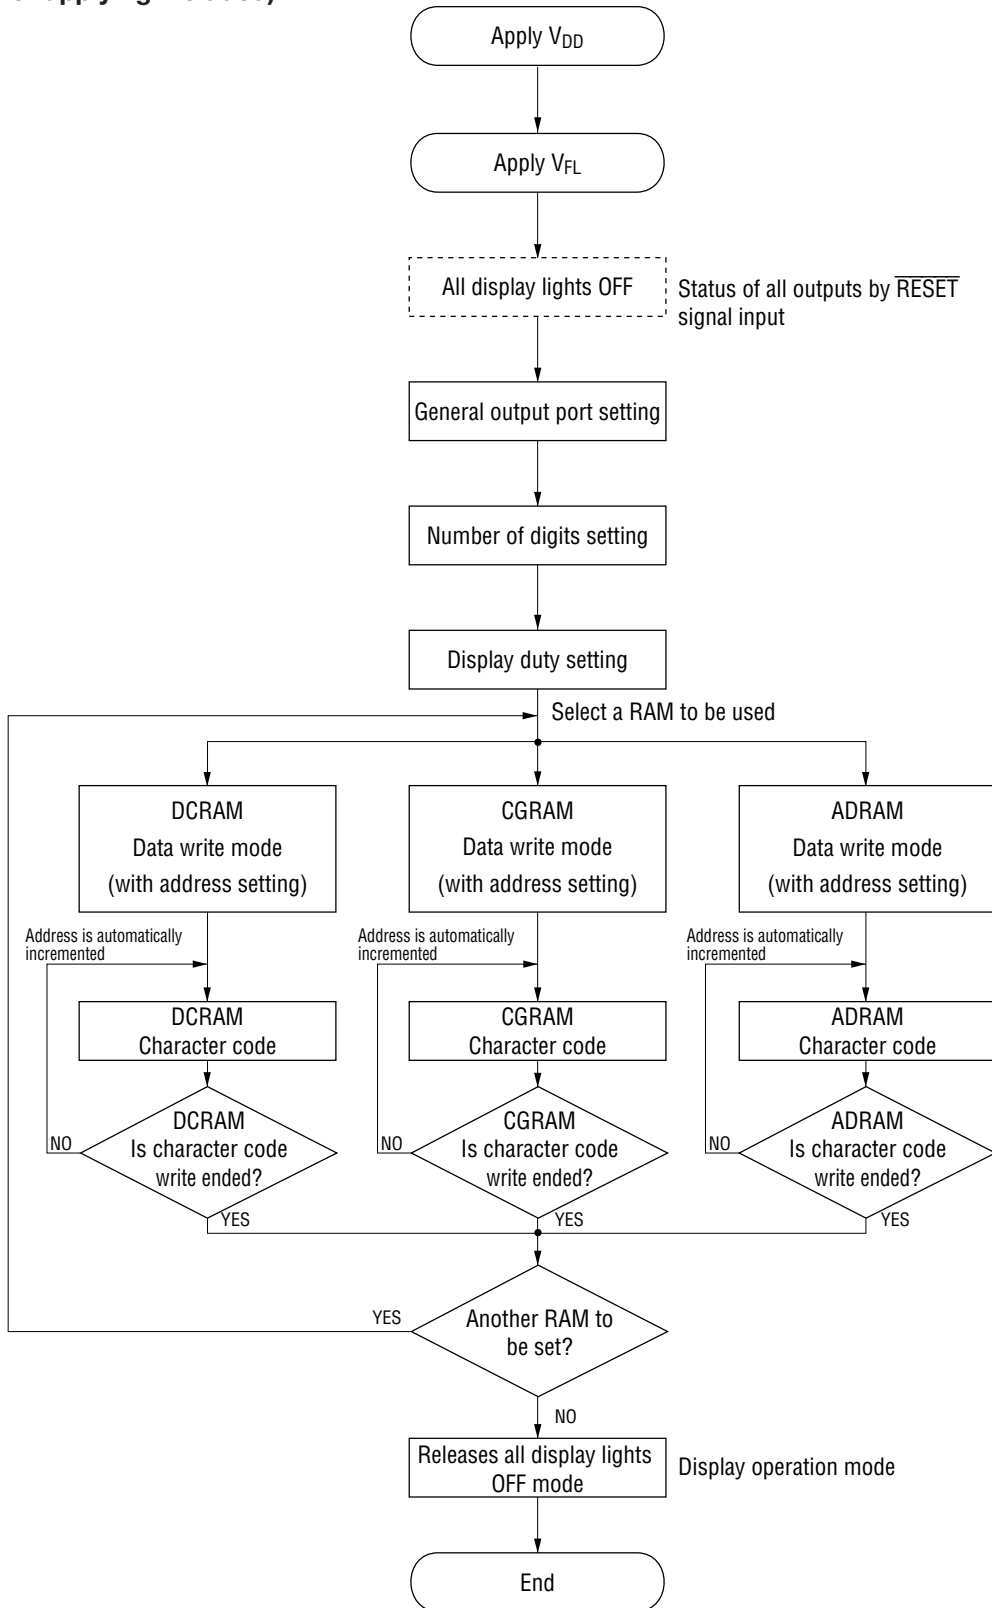 Apply VDD
Apply VFL
All display lights OFF
Status of all outputs by RESET
signal input
General output port setting
Number of digits setting
Display duty setting
Select a RAM to be used
DCRAM
Data write mode
(with address setting)
CGRAM
Data write mode
(with address setting)
ADRAM
Data write mode
(with address setting)
Address is automatically
incremented
Address is automatically
incremented
Address is automatically
incremented
DCRAM
Character code
CGRAM
Character code
ADRAM
Character code
DCRAM
Is character code
write ended?
NO
YES
CGRAM
Is character code
write ended?
NO
YES
ADRAM
Is character code
write ended?
NO
YES
Another RAM to
be set?
YES
NO
Releases all display lights
OFF mode
Display operation mode
End